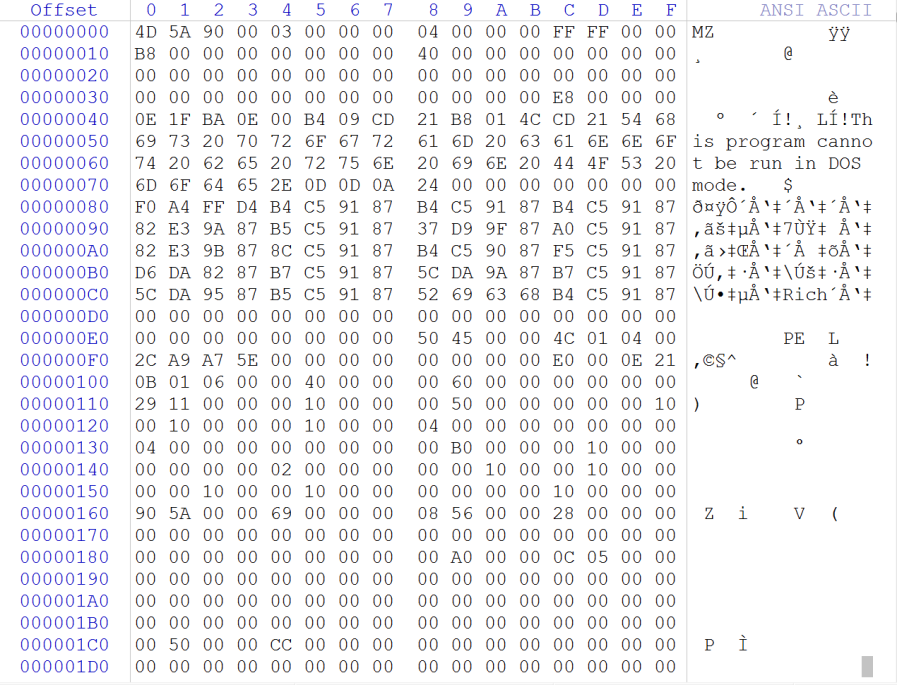 Offset 0 1 2 3 4 5 6 7 8 9 A B C D E F ANSI ASCII
00000000 4D 5A 90 00 03 00 00 00 04 00 00 00 FF FF 00 00 MZ ÿÿ
00000010 B8 00 00 00 00 00 00 00 40 00 00 00 00 00 00 00 ¸ @
00000020 00 00 00 00 00 00 00 00 00 00 00 00 00 00 00 00
00000030 00 00 00 00 00 00 00 00 00 00 00 00 E8 00 00 00 è
00000040 0E 1F BA 0E 00 B4 09 CD 21 B8 01 4C CD 21 54 68 º ´ Í!¸ LÍ!Th
00000050 69 73 20 70 72 6F 67 72 61 6D 20 63 61 6E 6E 6F is program canno
00000060 74 20 62 65 20 72 75 6E 20 69 6E 20 44 4F 53 20 t be run in DOS
00000070 6D 6F 64 65 2E 0D 0D 0A 24 00 00 00 00 00 00 00 mode. $
00000080 F0 A4 FF D4 B4 C5 91 87 B4 C5 91 87 B4 C5 91 87 ð¤ÿÔ´Å‘‡´Å‘‡´Å‘‡
00000090 82 E3 9A 87 B5 C5 91 87 37 D9 9F 87 A0 C5 91 87 ‚ãš‡µÅ‘‡7ÙŸ‡ Å‘‡
000000A0 82 E3 9B 87 8C C5 91 87 B4 C5 90 87 F5 C5 91 87 ‚ã›‡ŒÅ‘‡´Å ‡õÅ‘‡
000000B0 D6 DA 82 87 B7 C5 91 87 5C DA 9A 87 B7 C5 91 87 ÖÚ‚‡·Å‘‡\Úš‡·Å‘‡
000000C0 5C DA 95 87 B5 C5 91 87 52 69 63 68 B4 C5 91 87 \Ú•‡µÅ‘‡Rich´Å‘‡
000000D0 00 00 00 00 00 00 00 00 00 00 00 00 00 00 00 00
000000E0 00 00 00 00 00 00 00 00 50 45 00 00 4C 01 04 00 PE L
000000F0 2C A9 A7 5E 00 00 00 00 00 00 00 00 E0 00 0E 21 ,©§^ à !
00000100 0B 01 06 00 00 40 00 00 00 60 00 00 00 00 00 00 @ `
00000110 29 11 00 00 00 10 00 00 00 50 00 00 00 00 00 10 ) P
00000120 00 10 00 00 00 10 00 00 04 00 00 00 00 00 00 00
00000130 04 00 00 00 00 00 00 00 00 B0 00 00 00 10 00 00 °
00000140 00 00 00 00 02 00 00 00 00 00 10 00 00 10 00 00
00000150 00 00 10 00 00 10 00 00 00 00 00 00 10 00 00 00
00000160 90 5A 00 00 69 00 00 00 08 56 00 00 28 00 00 00 Z i V (
00000170 00 00 00 00 00 00 00 00 00 00 00 00 00 00 00 00
00000180 00 00 00 00 00 00 00 00 00 A0 00 00 0C 05 00 00
00000190 00 00 00 00 00 00 00 00 00 00 00 00 00 00 00 00
000001A0 00 00 00 00 00 00 00 00 00 00 00 00 00 00 00 00
000001B0 00 00 00 00 00 00 00 00 00 00 00 00 00 00 00 00
000001C0 00 50 00 00 CC 00 00 00 00 00 00 00 00 00 00 00 P Ì
000001D0 00 00 00 00 00 00 00 00 00 00 00 00 00 00 00 00